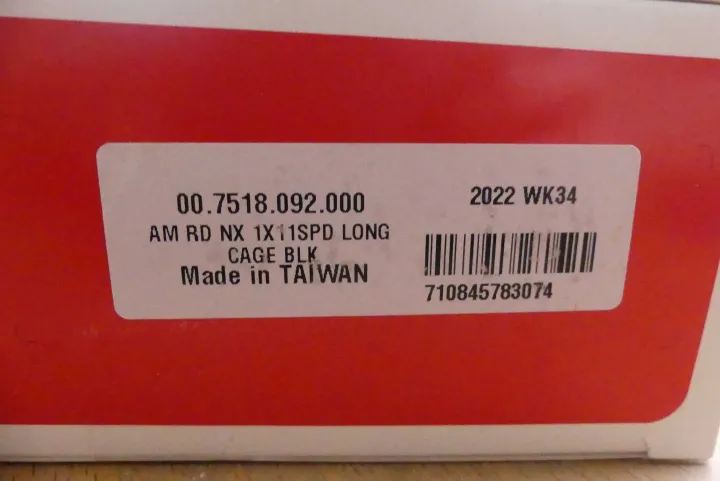 00.7518.092.000
AM RD NX 1X11SPD LONG
CAGE BLK
Made in TAIWAN
2022 WK34
710845783074